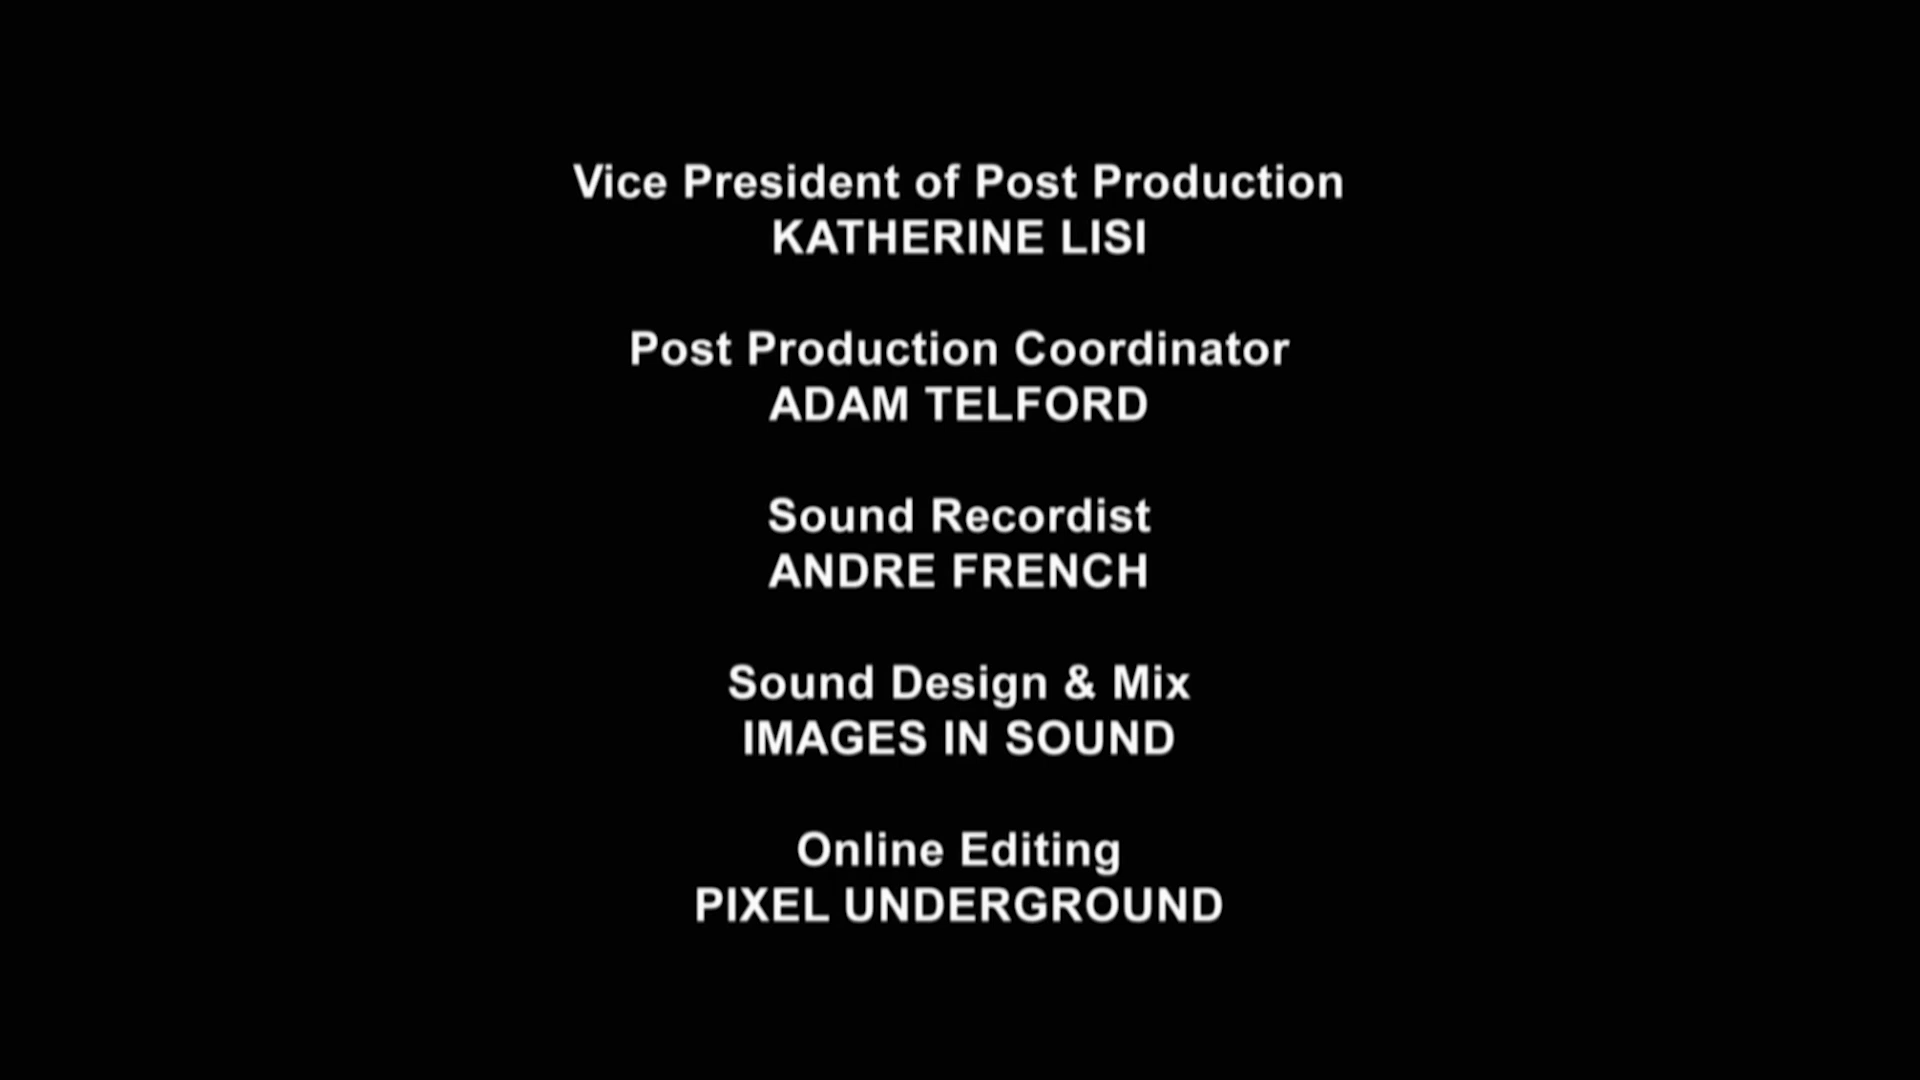 Vice President of Post Production
KATHERINE LISI
Post Production Coordinator
ADAM TELFORD
Sound Recordist
ANDRE FRENCH
Sound Design & Mix
IMAGES IN SOUND
Online Editing
PIXEL UNDERGROUND